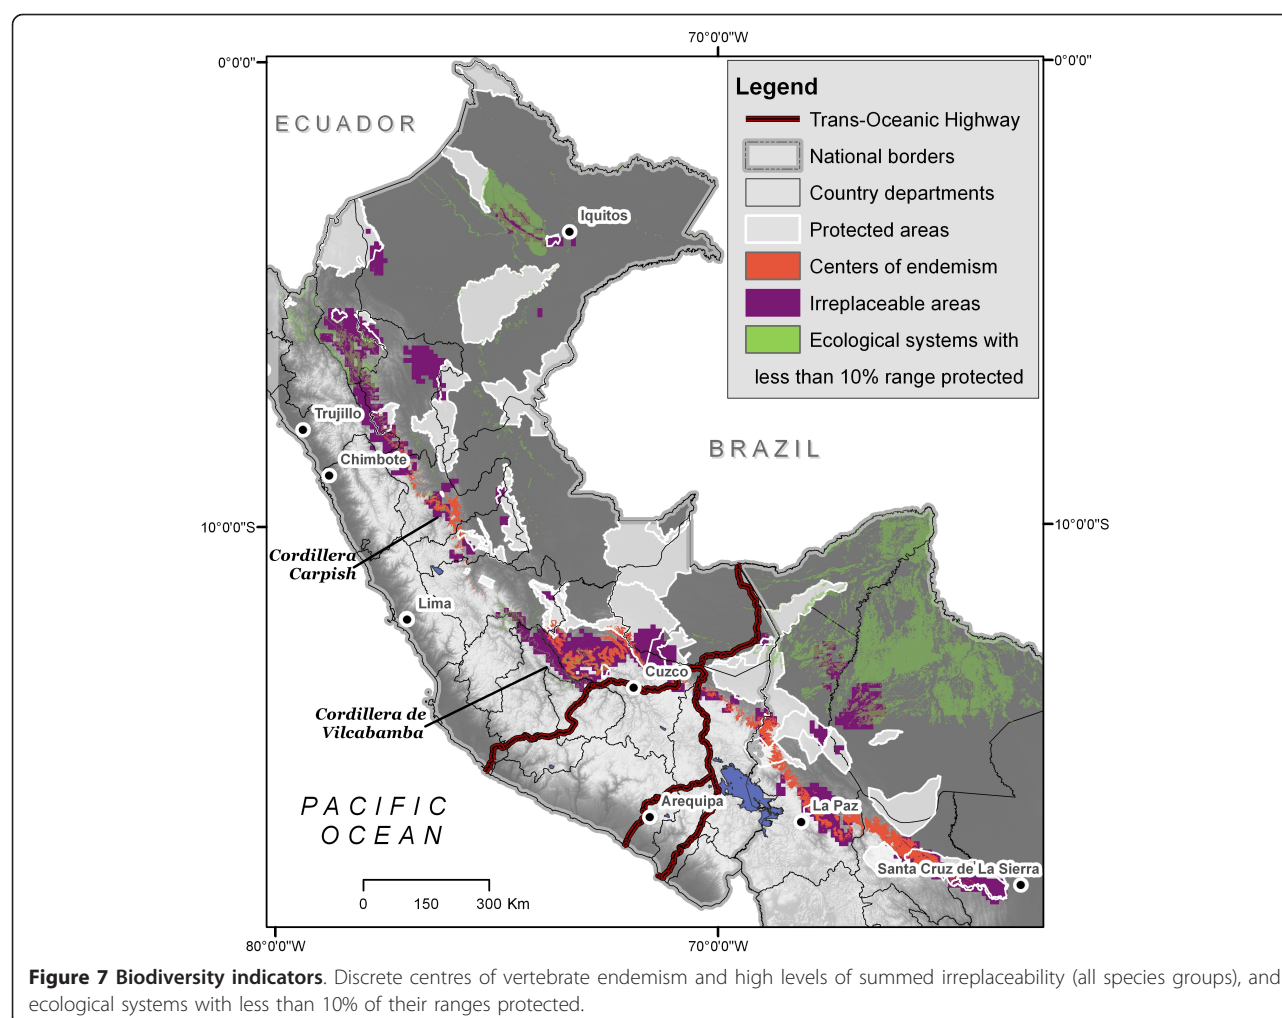 70°0'0"W
0°0'0"
0°0'0"
ECUADOR
Legend
Trans-Oceanic Highway
National borders
Country departments
Protected areas
Centers of endemism
Irreplaceable areas
Ecological systems with
less than 10% range protected
Iquitos
Trujillo
Chimbote
BRAZIL
10°0'0"S
10°0'0"S
Cordillera
Carpish
Lima
Cuzco
Cordillera de
Vilcabamba
PACIFIC
OCEAN
Arequipa
La Paz
Santa Cruz de La Sierra
0 150 300 Km
80°0'0"W
70°0'0"W
Figure 7 Biodiversity indicators. Discrete centres of vertebrate endemism and high levels of summed irreplaceability (all species groups), and
ecological systems with less than 10% of their ranges protected.